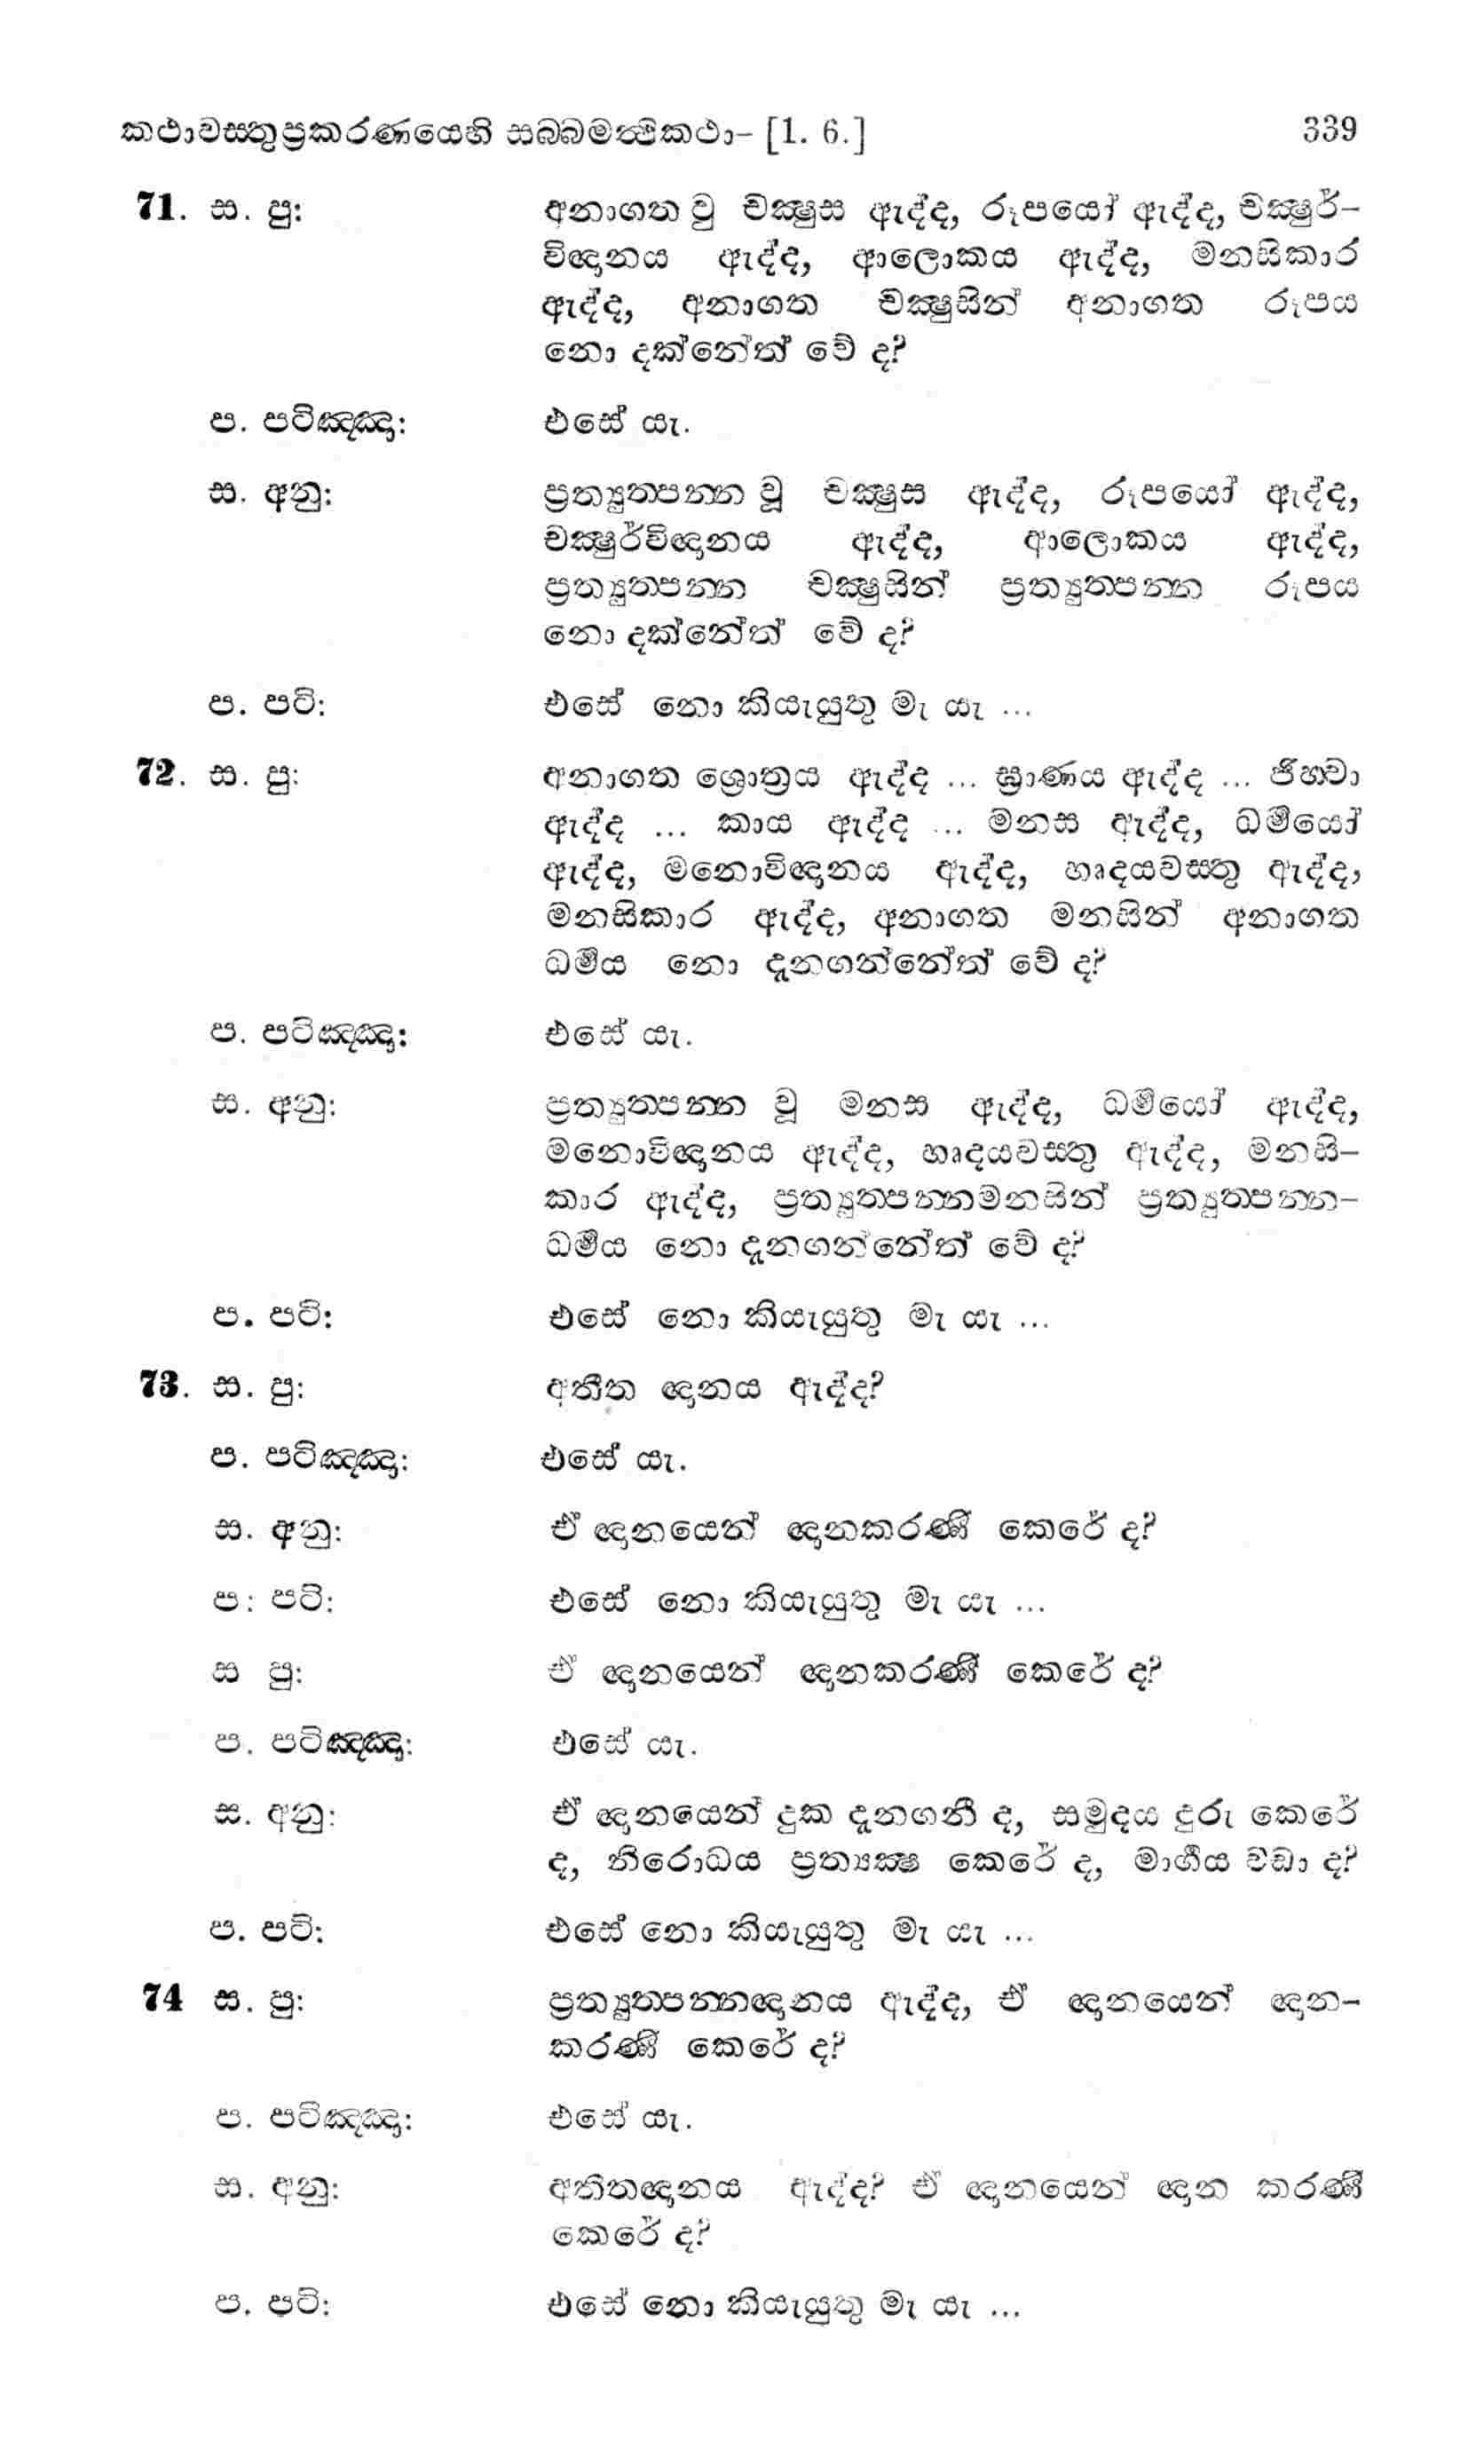 කථාවස්තුප්‍රකරණයෙහි සබ්බමත්ථිකථා– [1. 6.] 339
71. ස. පු: අනාගත වු චක්‍ෂුස ඇද්ද, රූපයෝ ඇද්ද, චක්‍ෂුර්–
විඥානය ඇද්ද, ආලොකය ඇද්ද, මනසිකාර
ඇද්ද, අනාගත චක්‍ෂුසින් අනාගත රූපය
නො දක්නේත් වේ ද?
ප. පටිඤ්ඤා: එසේ යැ.
ස. අනු: ප්‍රත්‍යුත්පන්න වූ චක්‍ෂුස ඇද්ද, රූපයෝ ඇද්ද,
චක්‍ෂුර්විඥානය ඇද්ද, ආලොකය ඇද්ද,
ප්‍රත්‍යුත්පන්න චක්‍ෂුසින් ප්‍රත්‍යුත්පන්න රූපය
නො දක්නේත් වේ ද?
ප. පටි: එසේ නො කියැයුතු මැ යැ ...
72. ස. පු: අනාගත ශ්‍රොත්‍රය ඇද්ද ... ඝ්‍රාණය ඇද්ද ... ජිහ්වා
ඇද්ද ... කාය ඇද්ද ... මනස ඇද්ද, ධර්‍මයෝ
ඇද්ද, මනොවිඥානය ඇද්ද, හෘදයවස්තු ඇද්ද,
මනසිකාර ඇද්ද, අනාගත මනසින් අනාගත
ධර්‍මය නො දැනගන්නේත් වේ ද?
ප. පටිඤ්ඤා: එසේ යැ.
ස. අනු: ප්‍රත්‍යුත්පන්න වූ මනස ඇද්ද, ධර්‍මයෝ ඇද්ද,
මනොවිඥානය ඇද්ද, හෘදයවස්තු ඇද්ද, මනසි–
කාර ඇද්ද, ප්‍රත්‍යුත්පන්නමනසින් ප්‍රත්‍යුත්පන්න–
ධර්‍මය නො දැනගන්නේත් වේ ද?
ප. පටි: එසේ නො කියැයුතු මැ යැ ...
73. ස. පු: අතීත ඥානය ඇද්ද?
ප. පටිඤ්ඤා: එසේ යැ.
ස. අනු: ඒ ඥානයෙන් ඥානකරණී කෙරේ ද?
ප: පටි: එසේ නො කියැයුතු මැ යැ ...
ස පු: ඒ ඥානයෙන් ඥානකරණී කෙරේ ද?
ප. පටිඤ්ඤා: එසේ යැ.
ස. අනු: ඒ ඥානයෙන් දුක දැනගනී ද, සමුදය දුරු කෙරේ
ද, නිරොධය ප්‍රත්‍යක්‍ෂ කෙරේ ද, මාර්‍ගය වඩා ද?
ප. පටි: එසේ නො කියැයුතු මැ යැ ...
74 ස. පු: ප්‍රත්‍යුත්පන්නඥානය ඇද්ද, ඒ ඥානයෙන් ඥාන–
කරණී කෙරේ ද?
ප. පටිඤ්ඤා: එසේ යැ.
ස. අනු: අතීතඥානය ඇද්ද? ඒ ඥානයෙන් ඥාන කරණී
කෙරේ ද?
ප. පටි: එසේ නො කියැයුතු මැ යැ ...